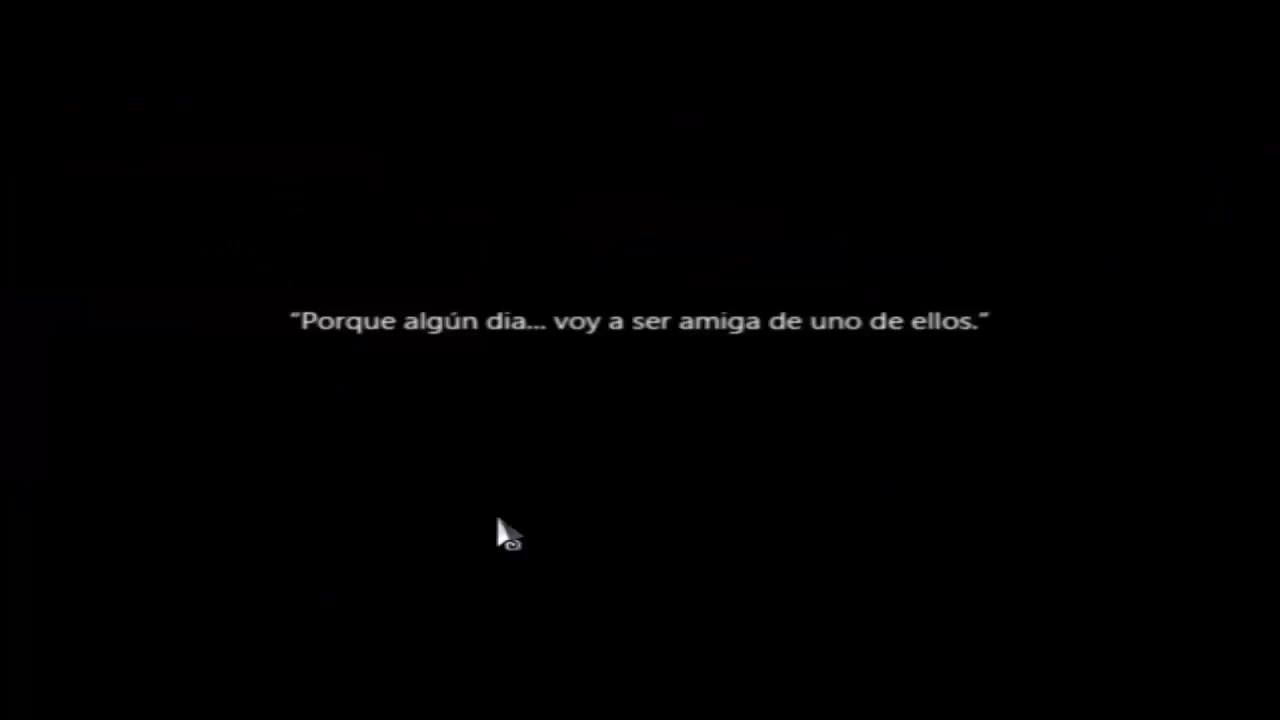 “Porque algún dia... voy a ser amiga de uno de ellos.”